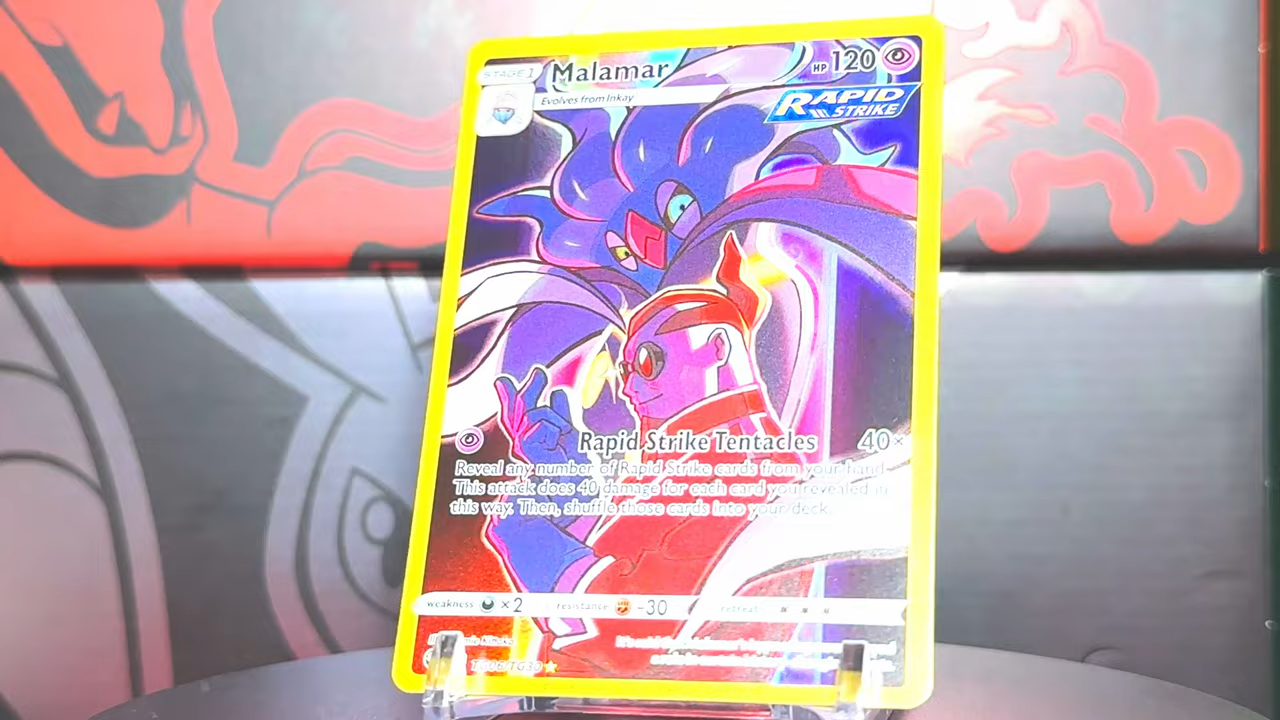 STAGE 1 Malamar HP 120
Evolves from Inkay
RAPID STRIKE
Rapid Strike Tentacles 40×
Reveal any number of Rapid Strike cards from your hand.
This attack does 40 damage for each card you revealed in
this way. Then, shuffle those cards into your deck.
weakness ×2 resistance -30 retreat